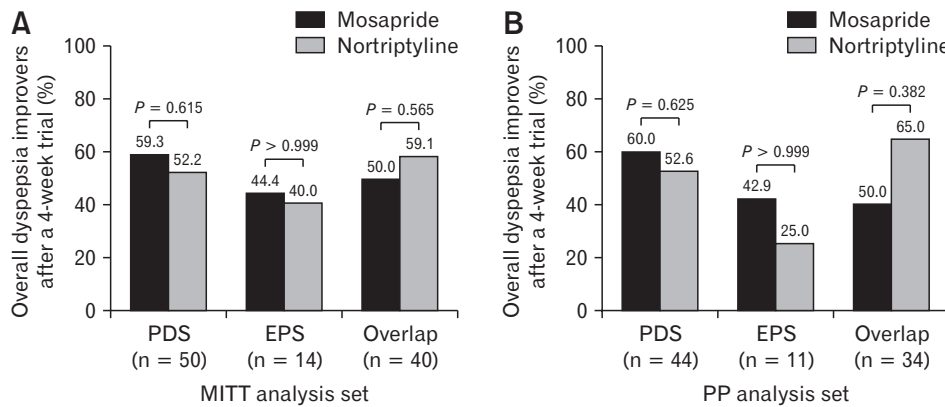 A
Mosapride
Nortriptyline
Overall dyspepsia improvers
after a 4-week trial (%)
100
80
60
40
20
0
P = 0.615
59.3
52.2
P > 0.999
44.4
40.0
P = 0.565
50.0
59.1
PDS
(n = 50)
EPS
(n = 14)
Overlap
(n = 40)
MITT analysis set
B
Mosapride
Nortriptyline
Overall dyspepsia improvers
after a 4-week trial (%)
100
80
60
40
20
0
P = 0.625
60.0
52.6
P > 0.999
42.9
25.0
P = 0.382
50.0
65.0
PDS
(n = 44)
EPS
(n = 11)
Overlap
(n = 34)
PP analysis set